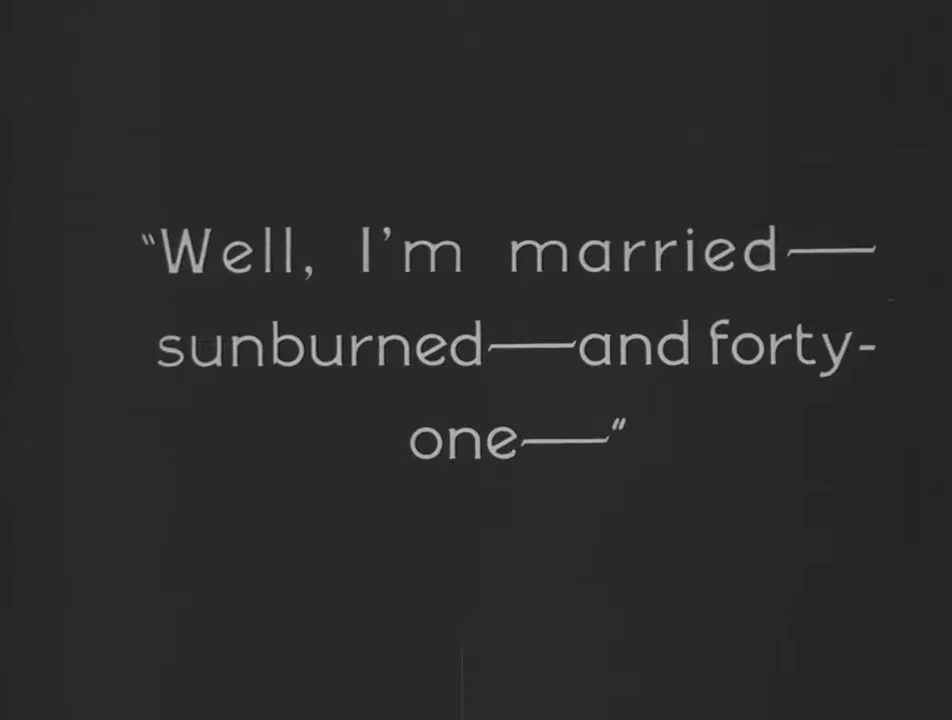 “Well, I’m married—
sunburned—and forty-
one—”